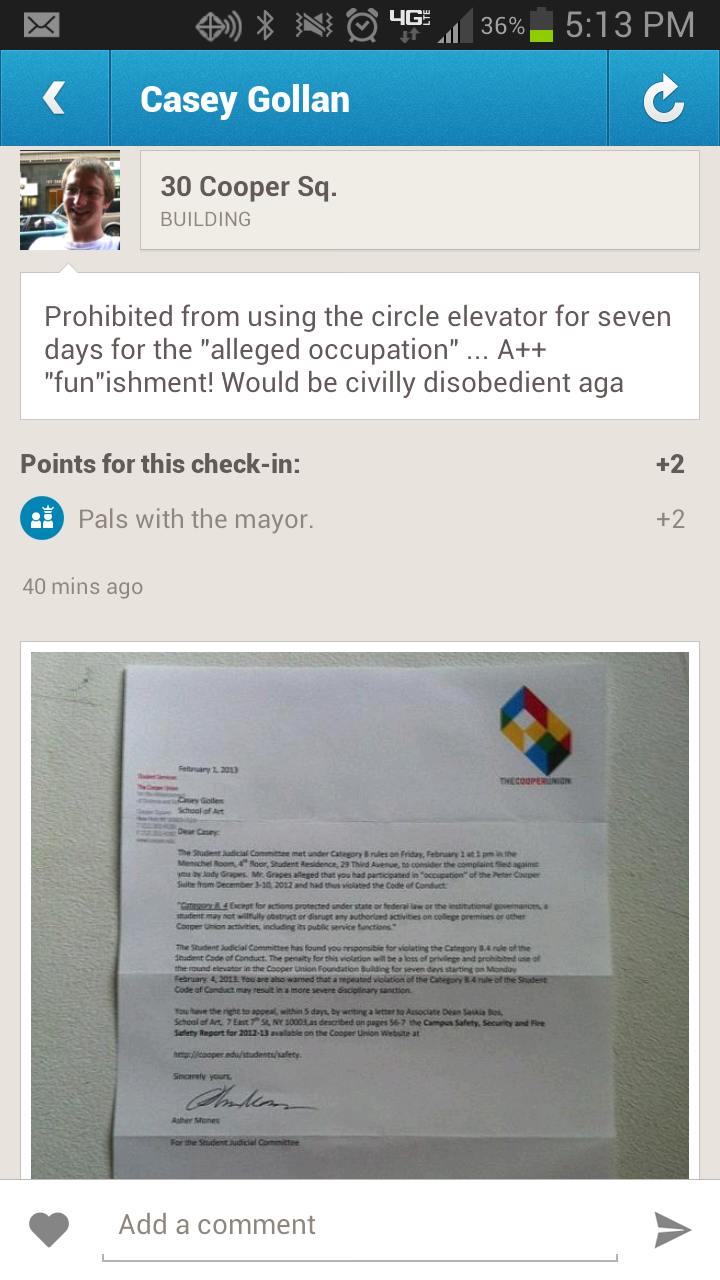 36% 5:13 PM
Casey Gollan
30 Cooper Sq.
BUILDING
Prohibited from using the circle elevator for seven
days for the "alleged occupation" ... A++
"fun"ishment! Would be civilly disobedient aga
Points for this check-in: +2
Pals with the mayor. +2
40 mins ago
THECOOPERUNION
February 1, 2013
Student Services
The Cooper Union
Casey Gollen
School of Art
Dear Casey:
The Student Judicial Committee met under Category B rules on Friday, February 1 at 1 pm in the
Menschel Room, 4th floor, Student Residence, 29 Third Avenue, to consider the complaint filed against
you by Jody Grapes. Mr. Grapes alleged that you had participated in "occupation" of the Peter Cooper
Suite from December 3-10, 2012 and had thus violated the Code of Conduct:
"Category B. 4 Except for actions protected under state or federal law or the institutional governances, a
student may not willfully obstruct or disrupt any authorized activities on college premises or other
Cooper Union activities, including its public service functions."
The Student Judicial Committee has found you responsible for violating the Category B.4 rule of the
Student Code of Conduct. The penalty for this violation will be a loss of privilege and prohibited use of
the round elevator in the Cooper Union Foundation Building for seven days starting on Monday
February 4, 2013. You are also warned that a repeated violation of the Category B.4 rule of the Student
Code of Conduct may result in a more severe disciplinary sanction.
You have the right to appeal, within 5 days, by writing a letter to Associate Dean Saskia Bos,
School of Art, 7 East 7th St, NY 10003,as described on pages 56-7 the Campus Safety, Security and Fire
Safety Report for 2012-13 available on the Cooper Union Website at
http://cooper.edu/students/safety.
Sincerely yours,
Asher Mones
For the Student Judicial Committee
Add a comment